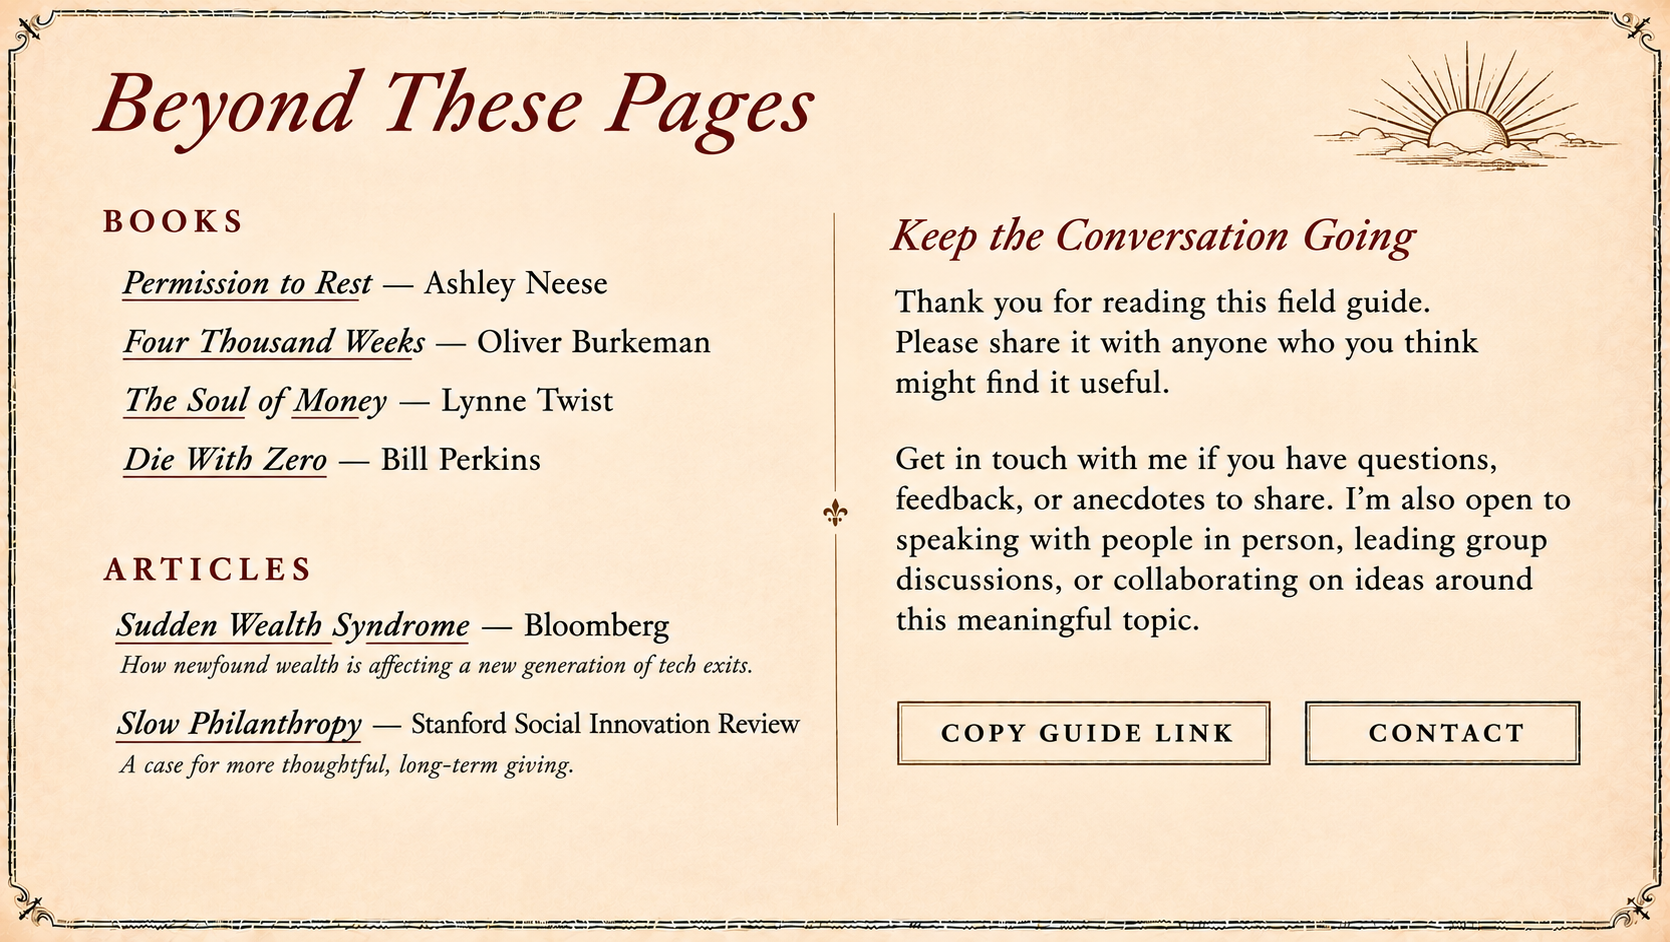 Beyond These Pages
BOOKS
Permission to Rest — Ashley Neese
Four Thousand Weeks — Oliver Burkeman
The Soul of Money — Lynne Twist
Die With Zero — Bill Perkins
ARTICLES
Sudden Wealth Syndrome — Bloomberg
How newfound wealth is affecting a new generation of tech exits.
Slow Philanthropy — Stanford Social Innovation Review
A case for more thoughtful, long-term giving.
Keep the Conversation Going
Thank you for reading this field guide.
Please share it with anyone who you think
might find it useful.
Get in touch with me if you have questions,
feedback, or anecdotes to share. I’m also open to
speaking with people in person, leading group
discussions, or collaborating on ideas around
this meaningful topic.
COPY GUIDE LINK
CONTACT